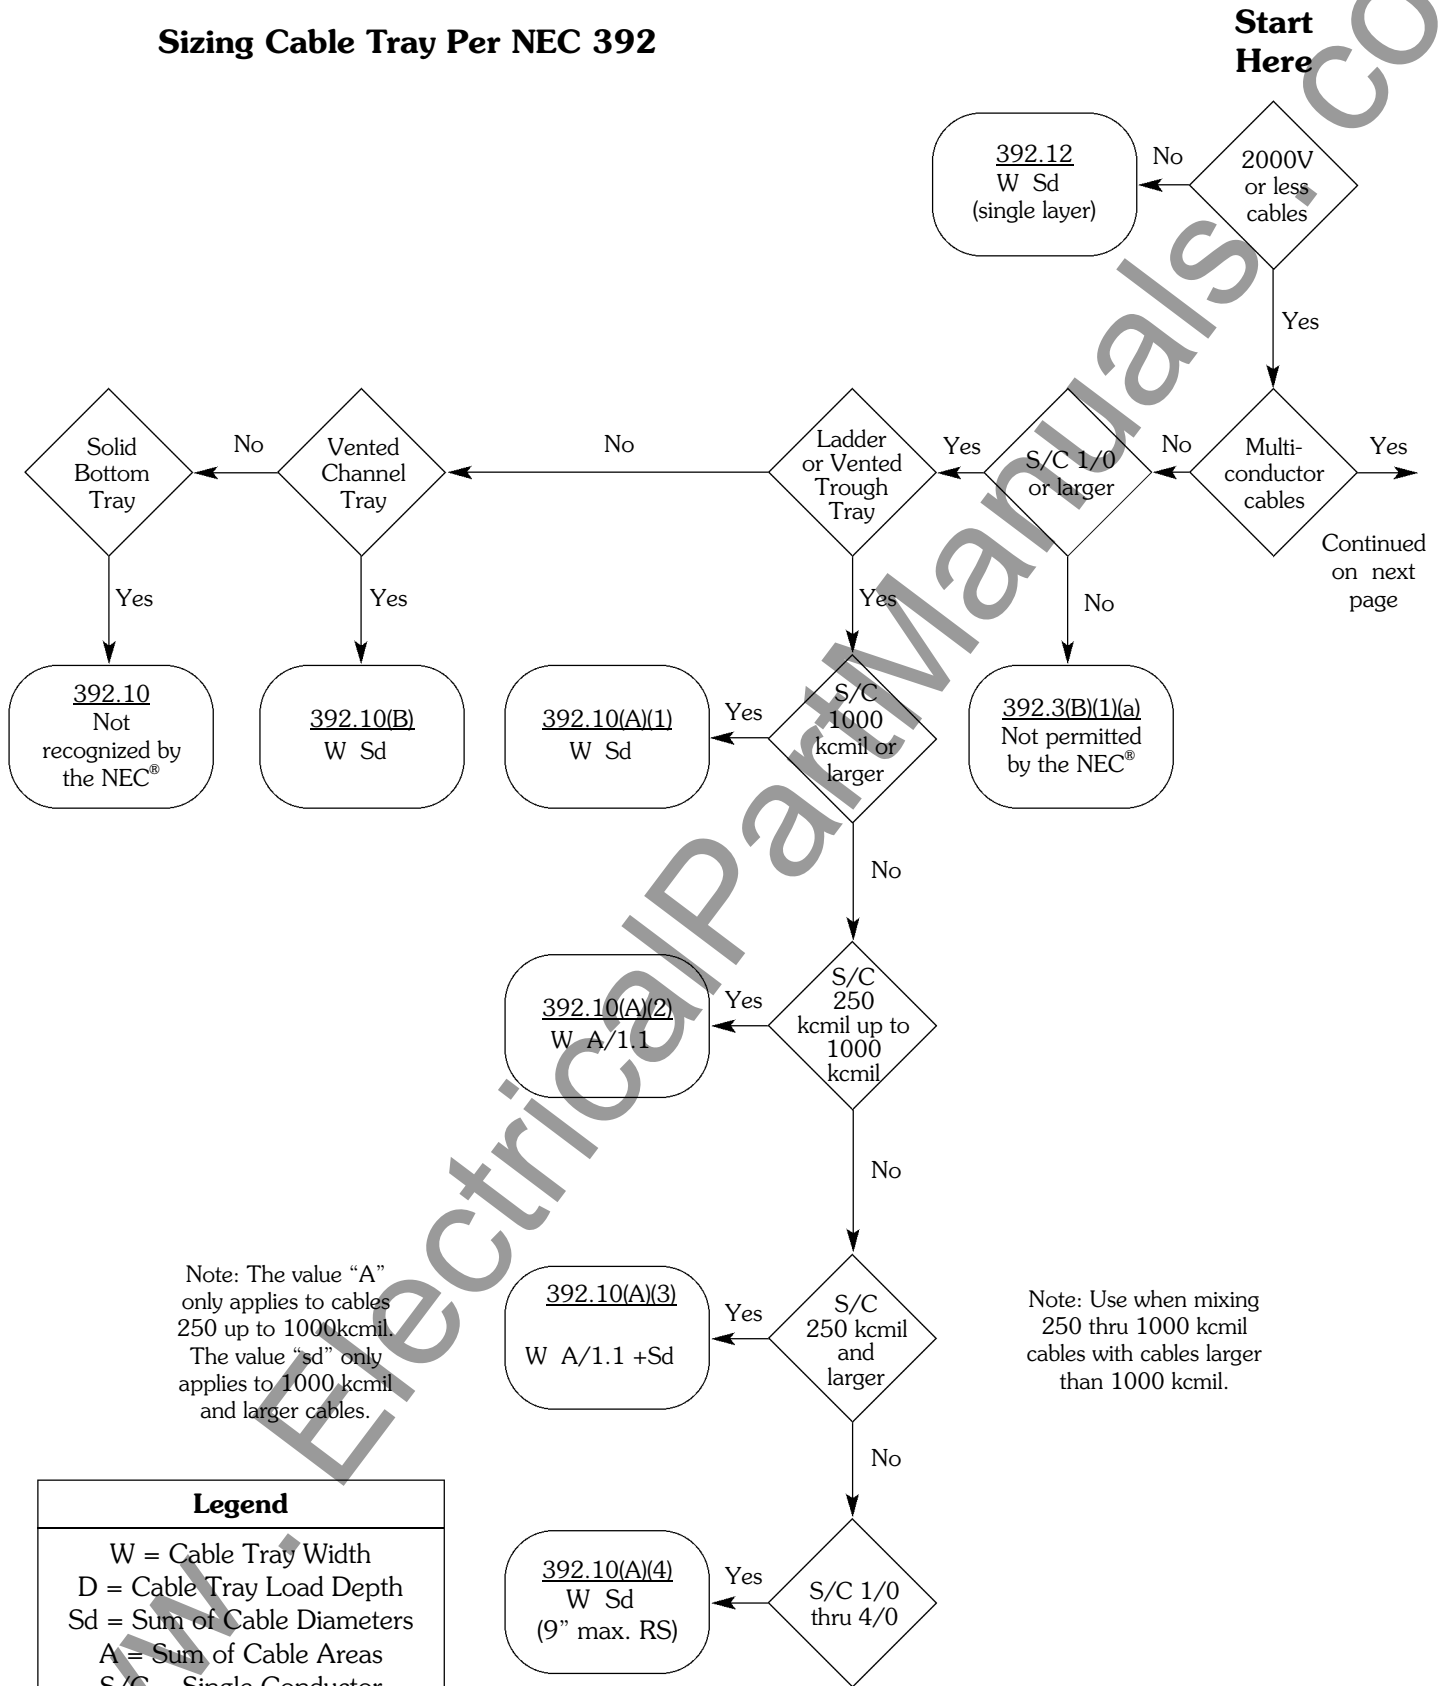 Sizing Cable Tray Per NEC 392
Start
Here
2000V
or less
cables
No
392.12
W Sd
(single layer)
Yes
Multi-
conductor
cables
Yes
Continued
on next
page
No
S/C 1/0
or larger
No
392.3(B)(1)(a)
Not permitted
by the NEC®
Yes
Ladder
or Vented
Trough
Tray
No
Vented
Channel
Tray
No
Solid
Bottom
Tray
Yes
392.10
Not
recognized by
the NEC®
Yes
392.10(B)
W Sd
Yes
S/C
1000
kcmil or
larger
Yes
392.10(A)(1)
W Sd
No
S/C
250
kcmil up to
1000
kcmil
Yes
392.10(A)(2)
W A/1.1
No
S/C
250 kcmil
and
larger
Yes
392.10(A)(3)
W A/1.1 +Sd
Note: The value “A”
only applies to cables
250 up to 1000kcmil.
The value “sd” only
applies to 1000 kcmil
and larger cables.
Note: Use when mixing
250 thru 1000 kcmil
cables with cables larger
than 1000 kcmil.
No
S/C 1/0
thru 4/0
Yes
392.10(A)(4)
W Sd
(9” max. RS)
Legend
W = Cable Tray Width
D = Cable Tray Load Depth
Sd = Sum of Cable Diameters
A = Sum of Cable Areas
S/C = Single Conductor
w . ElectricalPartManuals . co